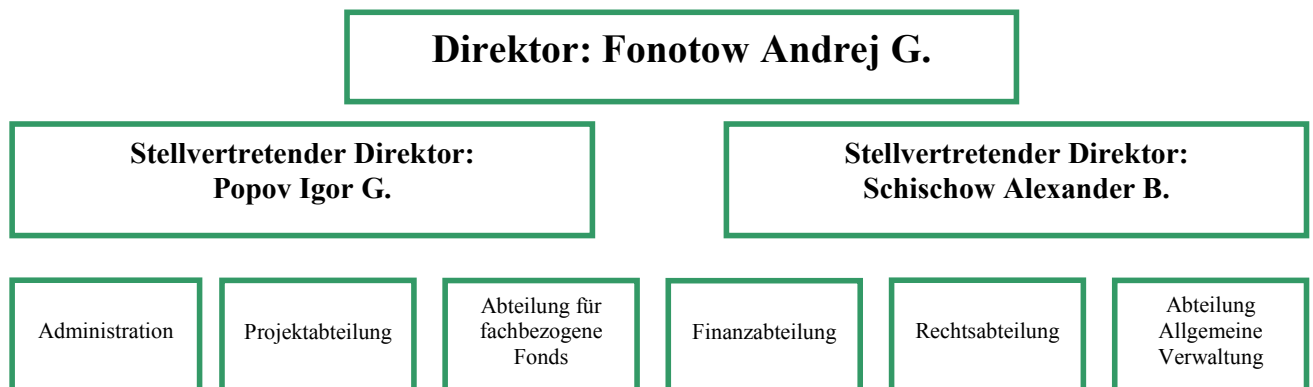 Direktor: Fonotow Andrej G.
Stellvertretender Direktor:
Popov Igor G.
Stellvertretender Direktor:
Schischow Alexander B.
Administration
Projektabteilung
Abteilung für
fachbezogene
Fonds
Finanzabteilung
Rechtsabteilung
Abteilung
Allgemeine
Verwaltung